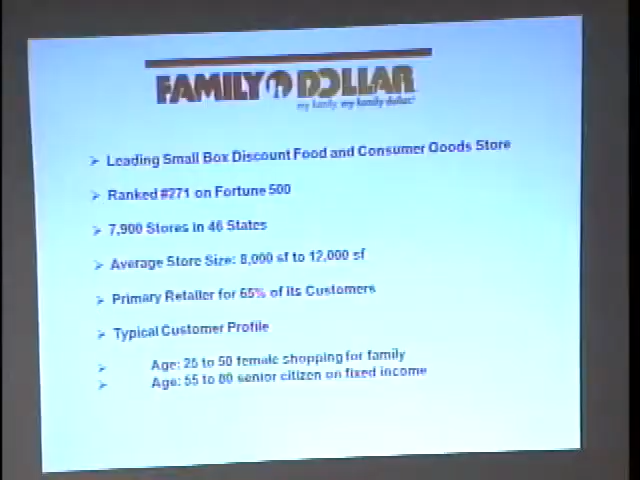 FAMILY DOLLAR
my family, my family dollar.
Leading Small Box Discount Food and Consumer Goods Store
Ranked #271 on Fortune 500
7,900 Stores in 46 States
Average Store Size: 8,000 sf to 12,000 sf
Primary Retailer for 65% of its Customers
Typical Customer Profile
Age: 25 to 50 female shopping for family
Age: 55 to 80 senior citizen on fixed income